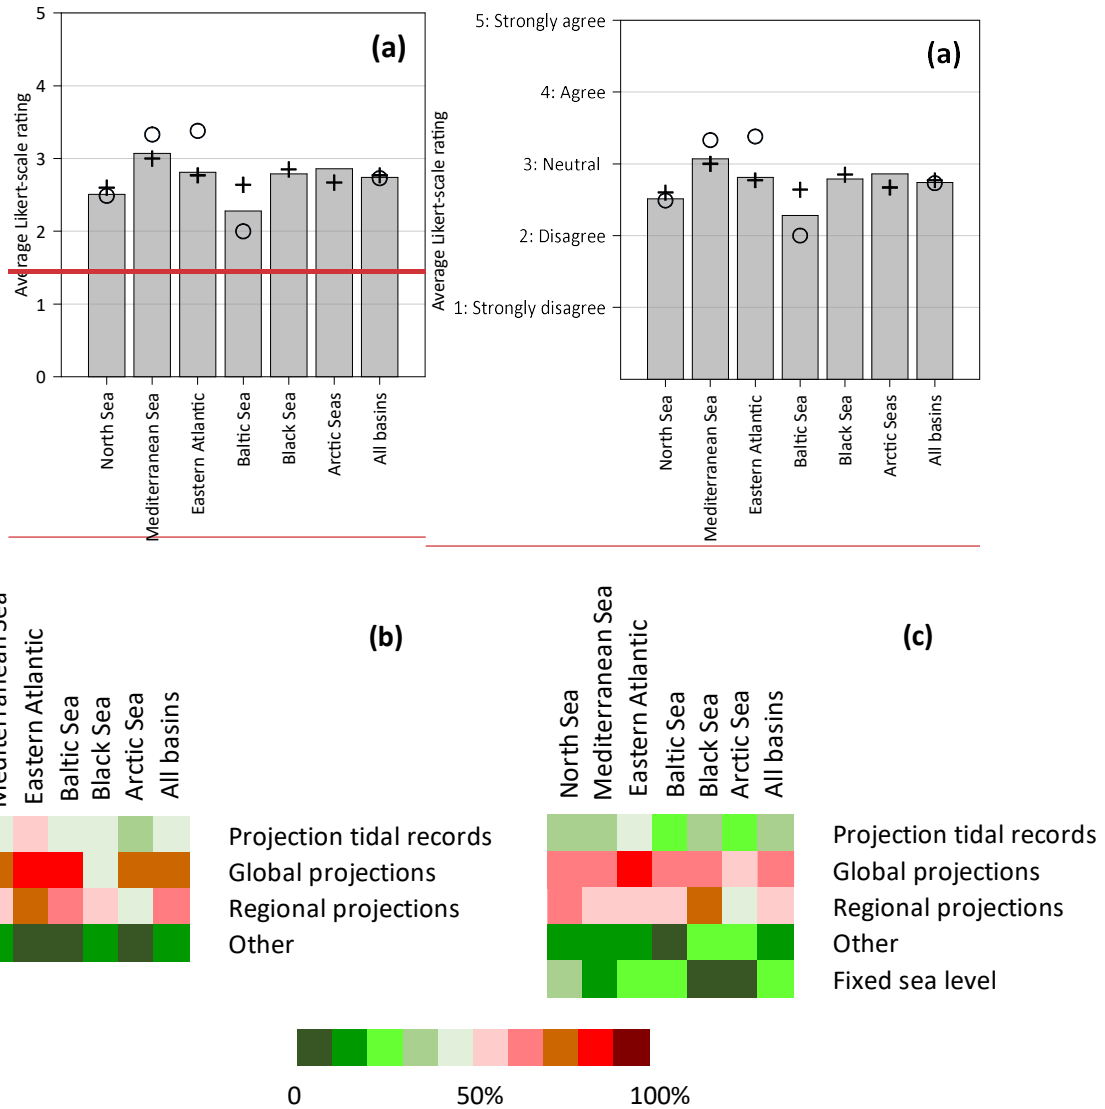 5
4
3
2
1
0
Average Likert-scale rating
(a)
North Sea
Mediterranean Sea
Eastern Atlantic
Baltic Sea
Black Sea
Arctic Seas
All basins
5: Strongly agree
4: Agree
3: Neutral
2: Disagree
1: Strongly disagree
Average Likert-scale rating
(a)
North Sea
Mediterranean Sea
Eastern Atlantic
Baltic Sea
Black Sea
Arctic Seas
All basins
(b)
Mediterranean Sea
Eastern Atlantic
Baltic Sea
Black Sea
Arctic Sea
All basins
Projection tidal records
Global projections
Regional projections
Other
(c)
North Sea
Mediterranean Sea
Eastern Atlantic
Baltic Sea
Black Sea
Arctic Sea
All basins
Projection tidal records
Global projections
Regional projections
Other
Fixed sea level
0
50%
100%